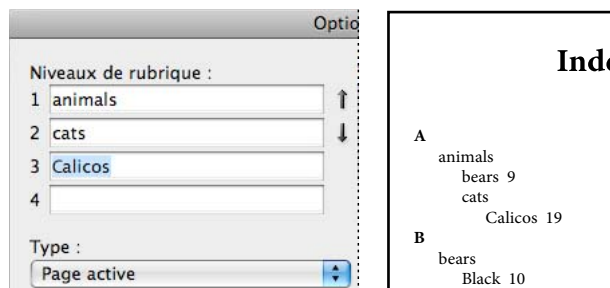 Optio
Niveaux de rubrique :
1 animals
2 cats
3 Calicos
4
Type :
Page active
Inde
A
animals
bears 9
cats
Calicos 19
B
bears
Black 10